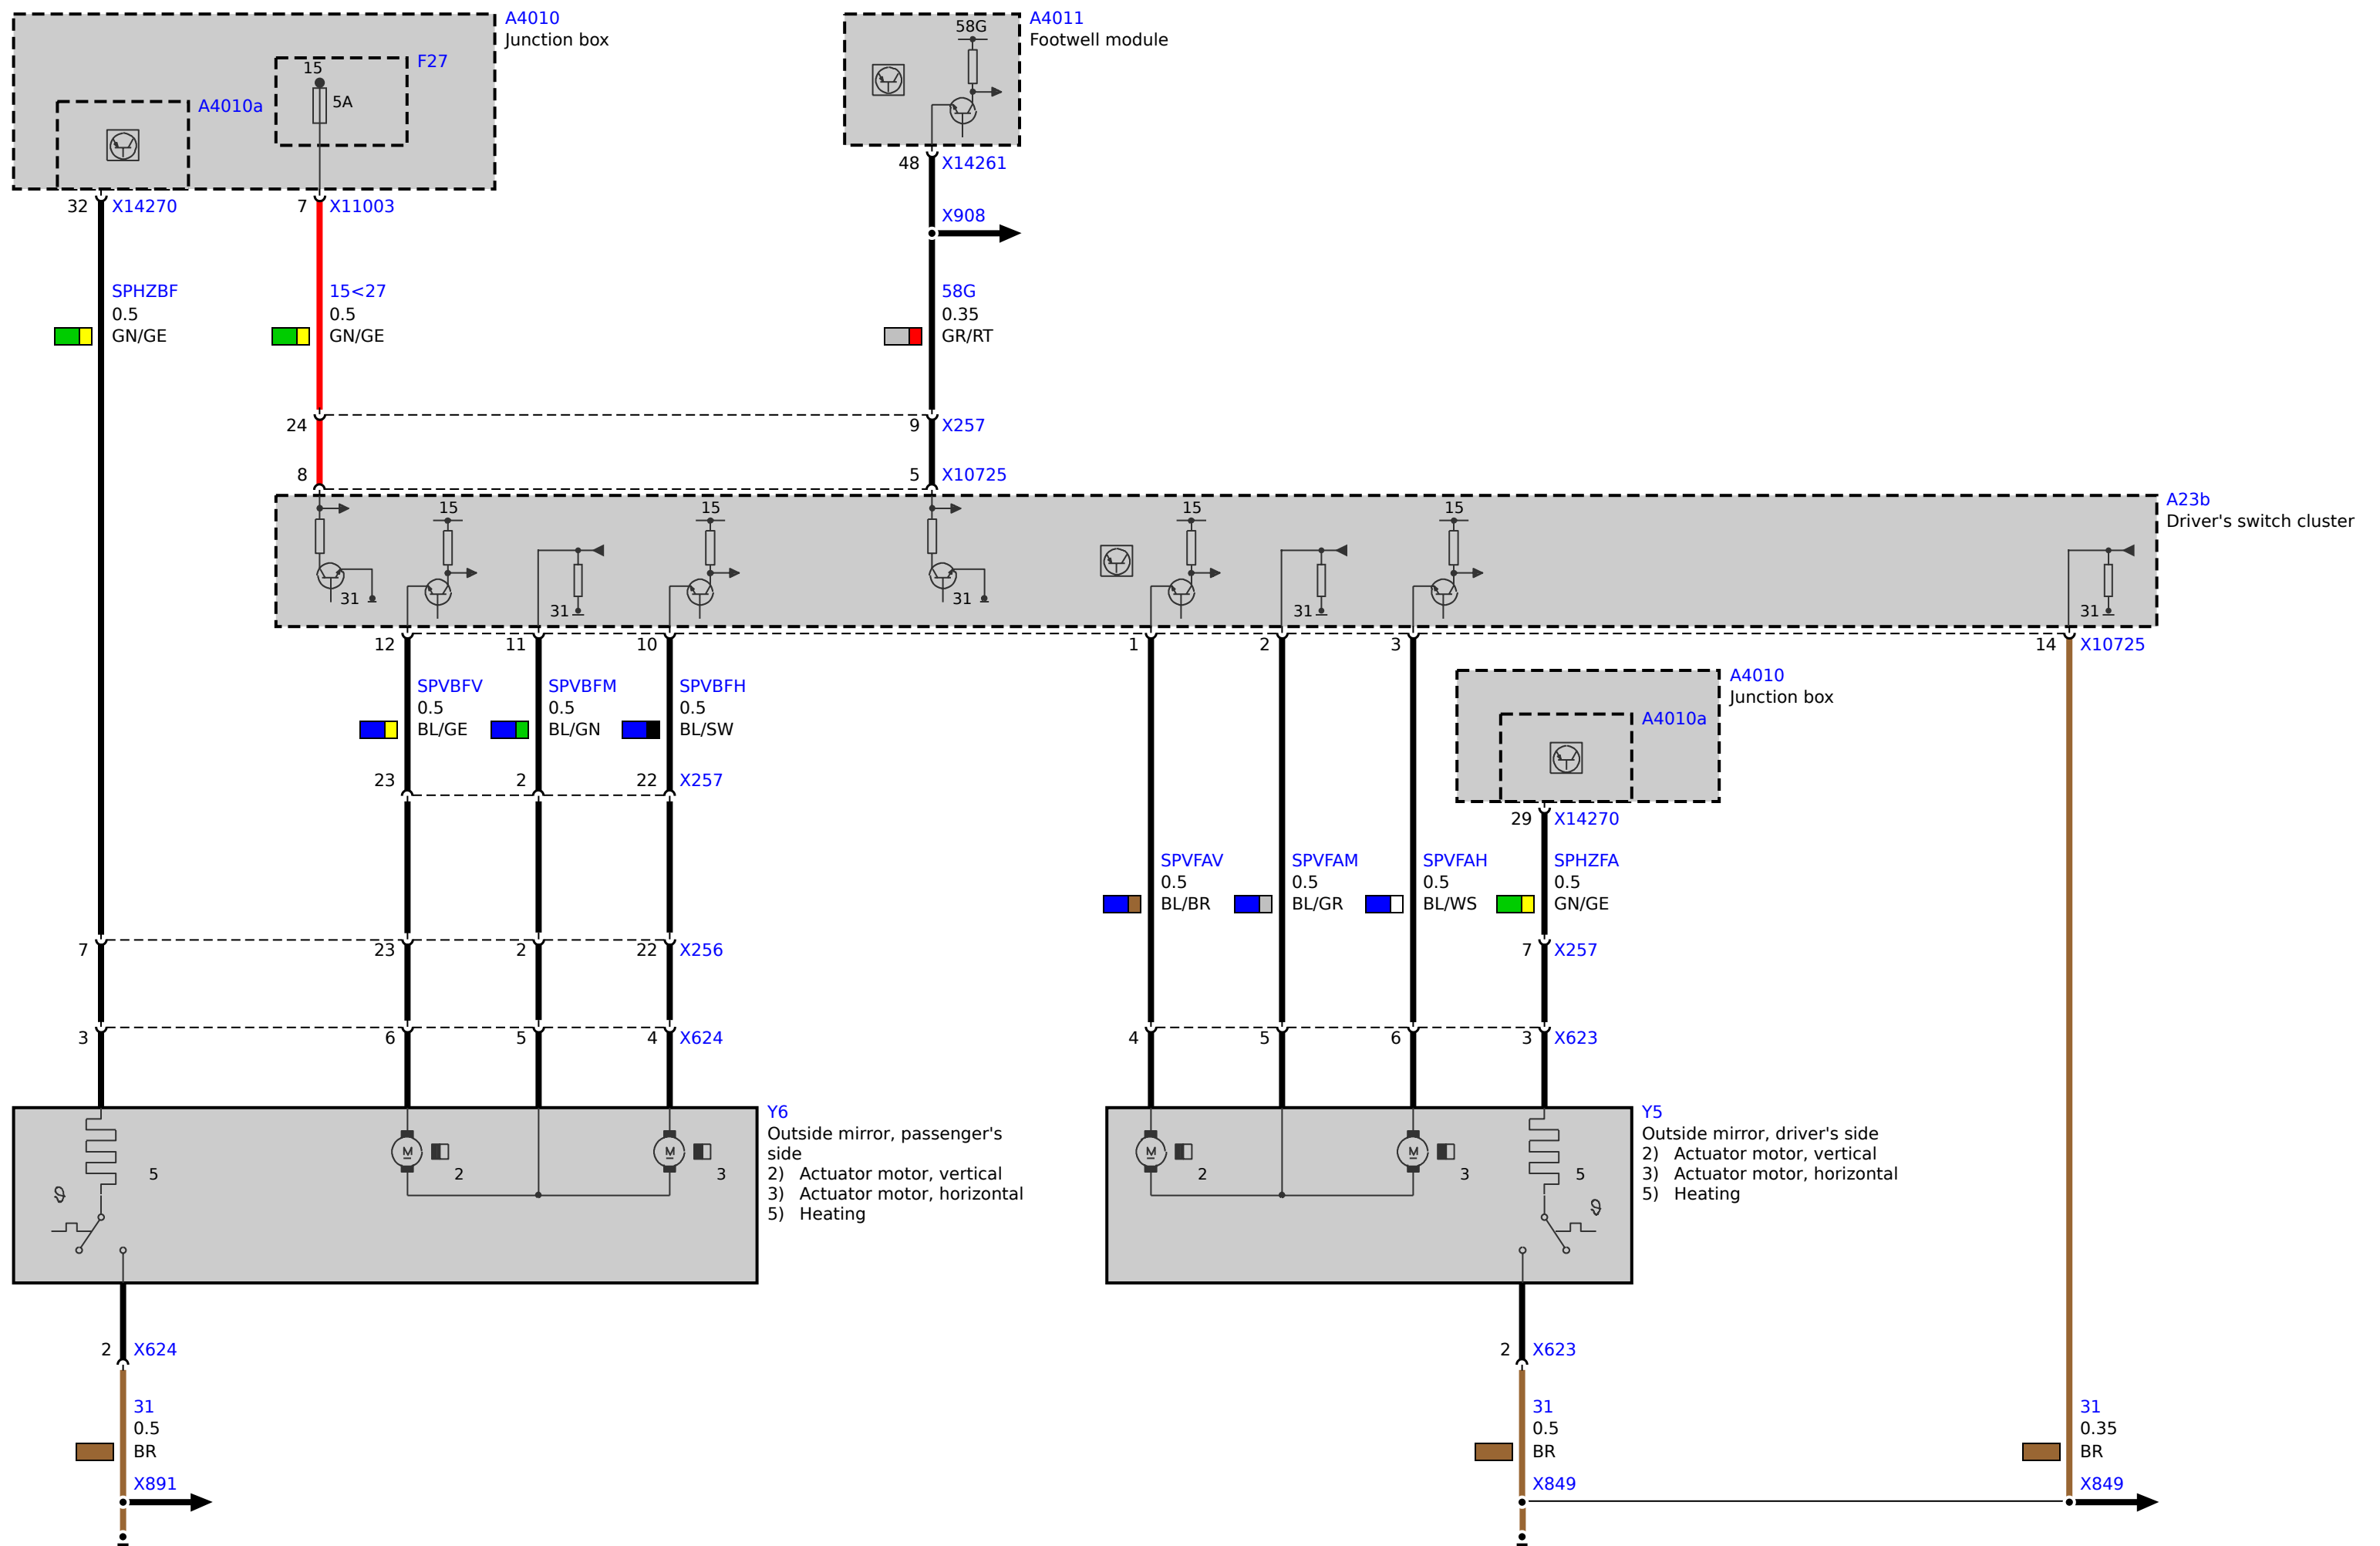 A4010
Junction box
F27
15
5A
A4010a
A4011
Footwell module
58G
32 X14270
7 X11003
48 X14261
X908
SPHZBF
0.5
GN/GE
15<27
0.5
GN/GE
58G
0.35
GR/RT
24
9 X257
8
5 X10725
A23b
Driver's switch cluster
15
15
15
15
31
31
31
31
31
12
11
10
1
2
3
14 X10725
SPVBFV
0.5
BL/GE
SPVBFM
0.5
BL/GN
SPVBFH
0.5
BL/SW
A4010
Junction box
A4010a
23
2
22 X257
29 X14270
SPVFAV
0.5
BL/BR
SPVFAM
0.5
BL/GR
SPVFAH
0.5
BL/WS
SPHZFA
0.5
GN/GE
7
23
2
22 X256
7 X257
3
6
5
4 X624
4
5
6
3 X623
Y6
Outside mirror, passenger's
side
2) Actuator motor, vertical
3) Actuator motor, horizontal
5) Heating
5
M
2
M
3
Y5
Outside mirror, driver's side
2) Actuator motor, vertical
3) Actuator motor, horizontal
5) Heating
M
2
M
3
5
2 X624
2 X623
31
0.5
BR
31
0.5
BR
31
0.35
BR
X891
X849
X849